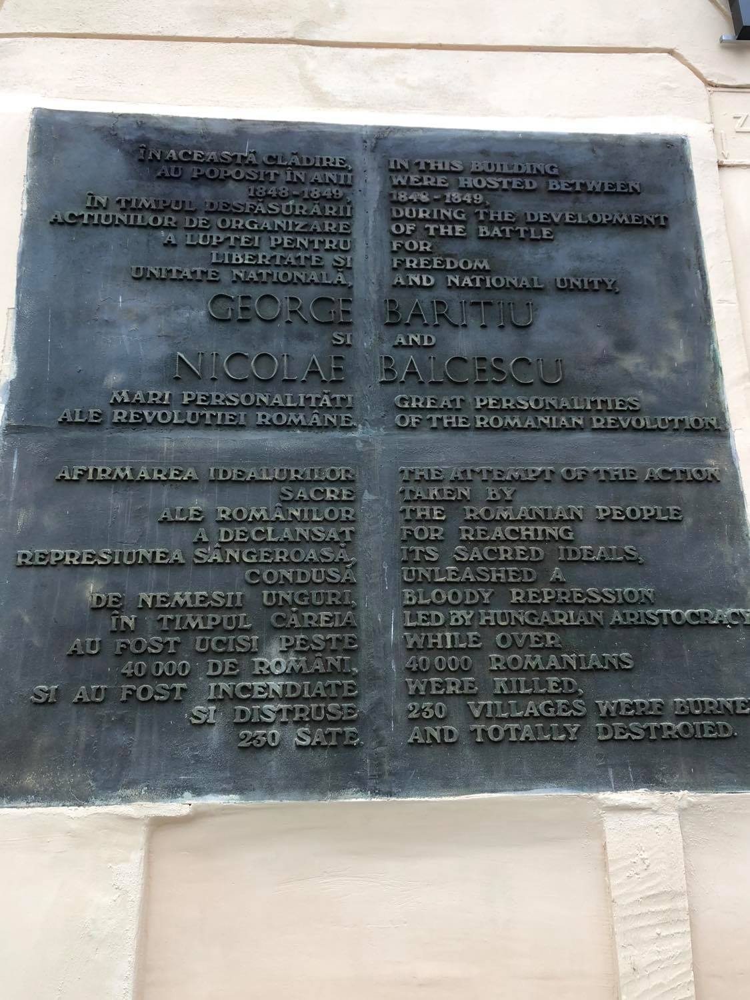 ÎN ACEASTĂ CLĂDIRE,
AU POPOSIT ÎN ANII
1848-1849,
ÎN TIMPUL DESFĂSURĂRII
ACTIUNILOR DE ORGANIZARE
A LUPTEI PENTRU
LIBERTATE SI
UNITATE NATIONALĂ,
GEORGE BARITIU
SI
NICOLAE BALCESCU
MARI PERSONALITĂTI
ALE REVOLUTIEI ROMÂNE.
IN THIS BUILDING
WERE HOSTED BETWEEN
1848-1849,
DURING THE DEVELOPMENT
OF THE BATTLE
FOR
FREEDOM
AND NATIONAL UNITY,
AND
GREAT PERSONALITIES
OF THE ROMANIAN REVOLUTION.
AFIRMAREA IDEALURILOR
SACRE
ALE ROMÂNILOR
A DECLANSAT
REPRESIUNEA SÂNGEROASĂ,
CONDUSĂ
DE NEMESII UNGURI,
ÎN TIMPUL CĂREIA
AU FOST UCISI PESTE
40 000 DE ROMÂNI,
SI AU FOST INCENDIATE
SI DISTRUSE
230 SATE.
THE ATTEMPT OF THE ACTION
TAKEN BY
THE ROMANIAN PEOPLE
FOR REACHING
ITS SACRED IDEALS,
UNLEASHED A
BLOODY REPRESSION
LED BY HUNGARIAN ARISTOCRACY
WHILE OVER
40 000 ROMANIANS
WERE KILLED,
230 VILLAGES WERE BURNE
AND TOTALLY DESTROIED.
Z